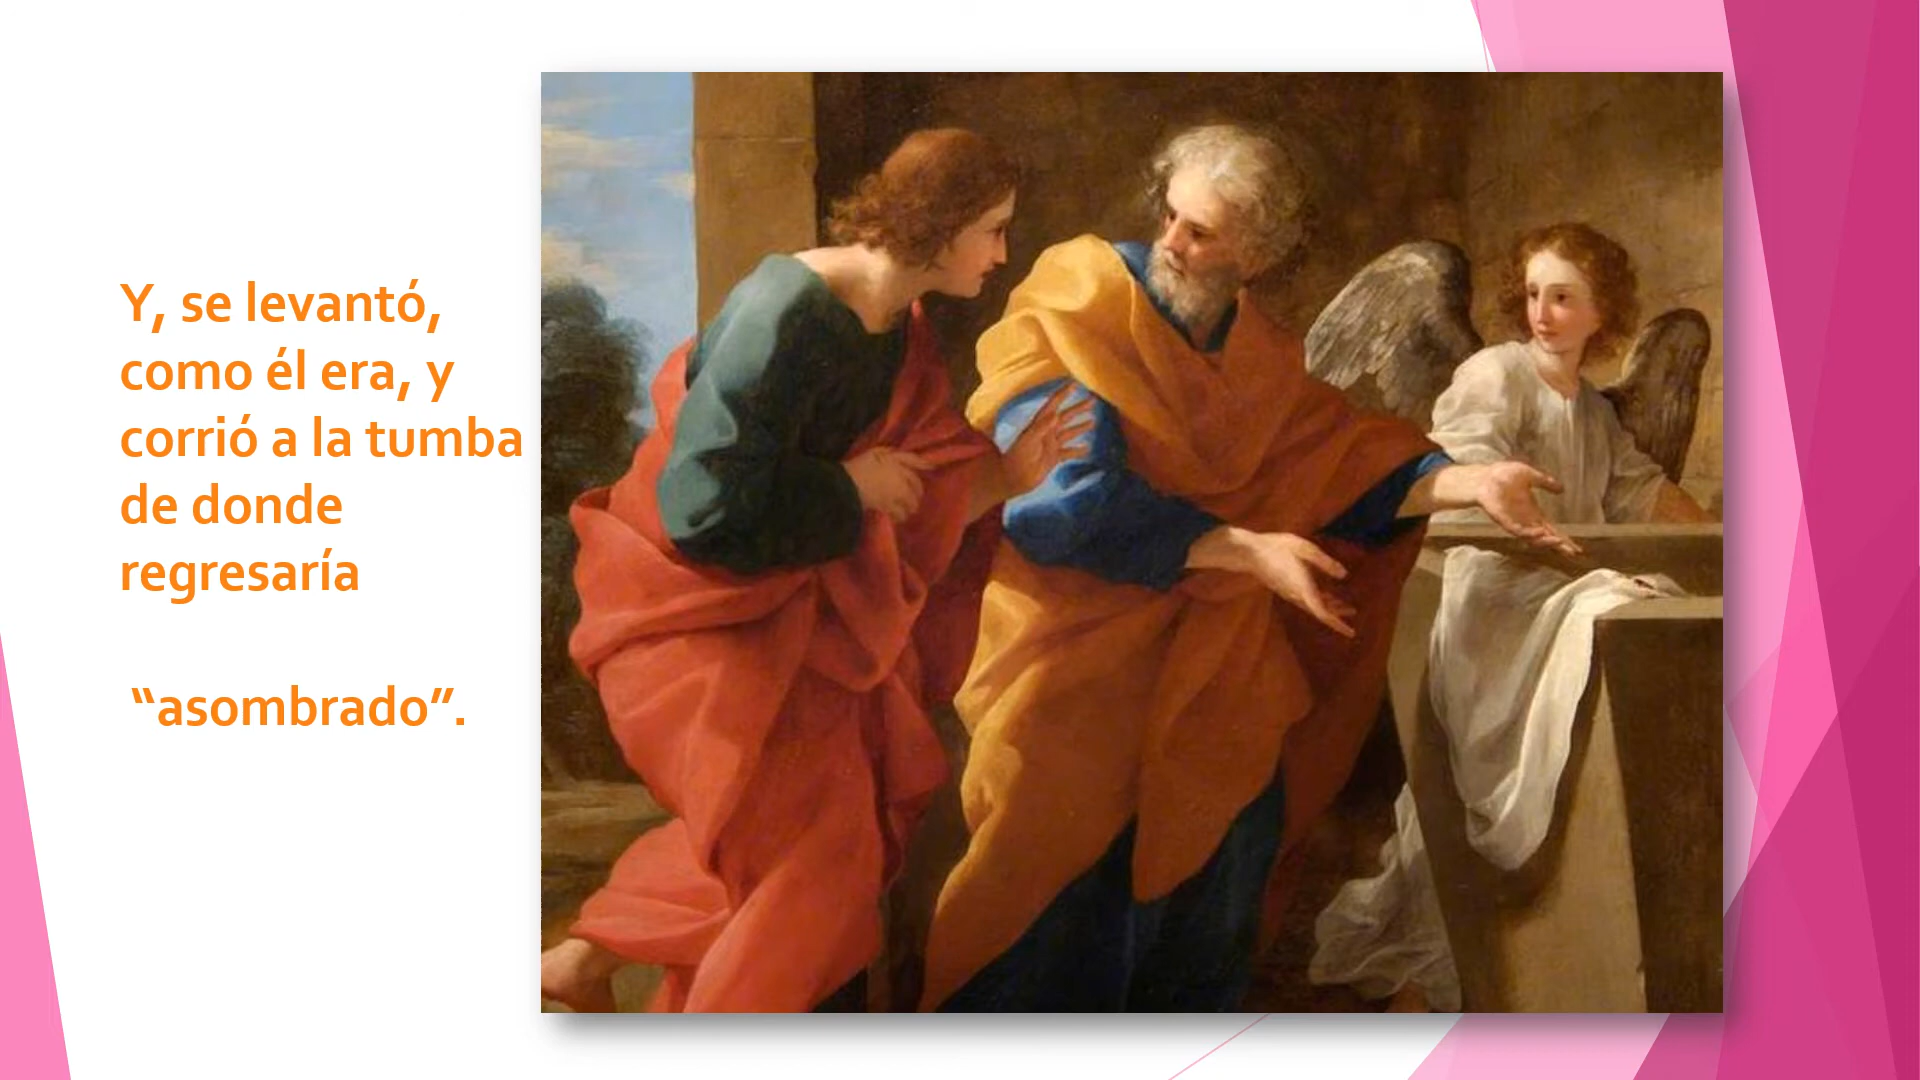 Y, se levantó,
como él era, y
corrió a la tumba
de donde
regresaría
“asombrado”.